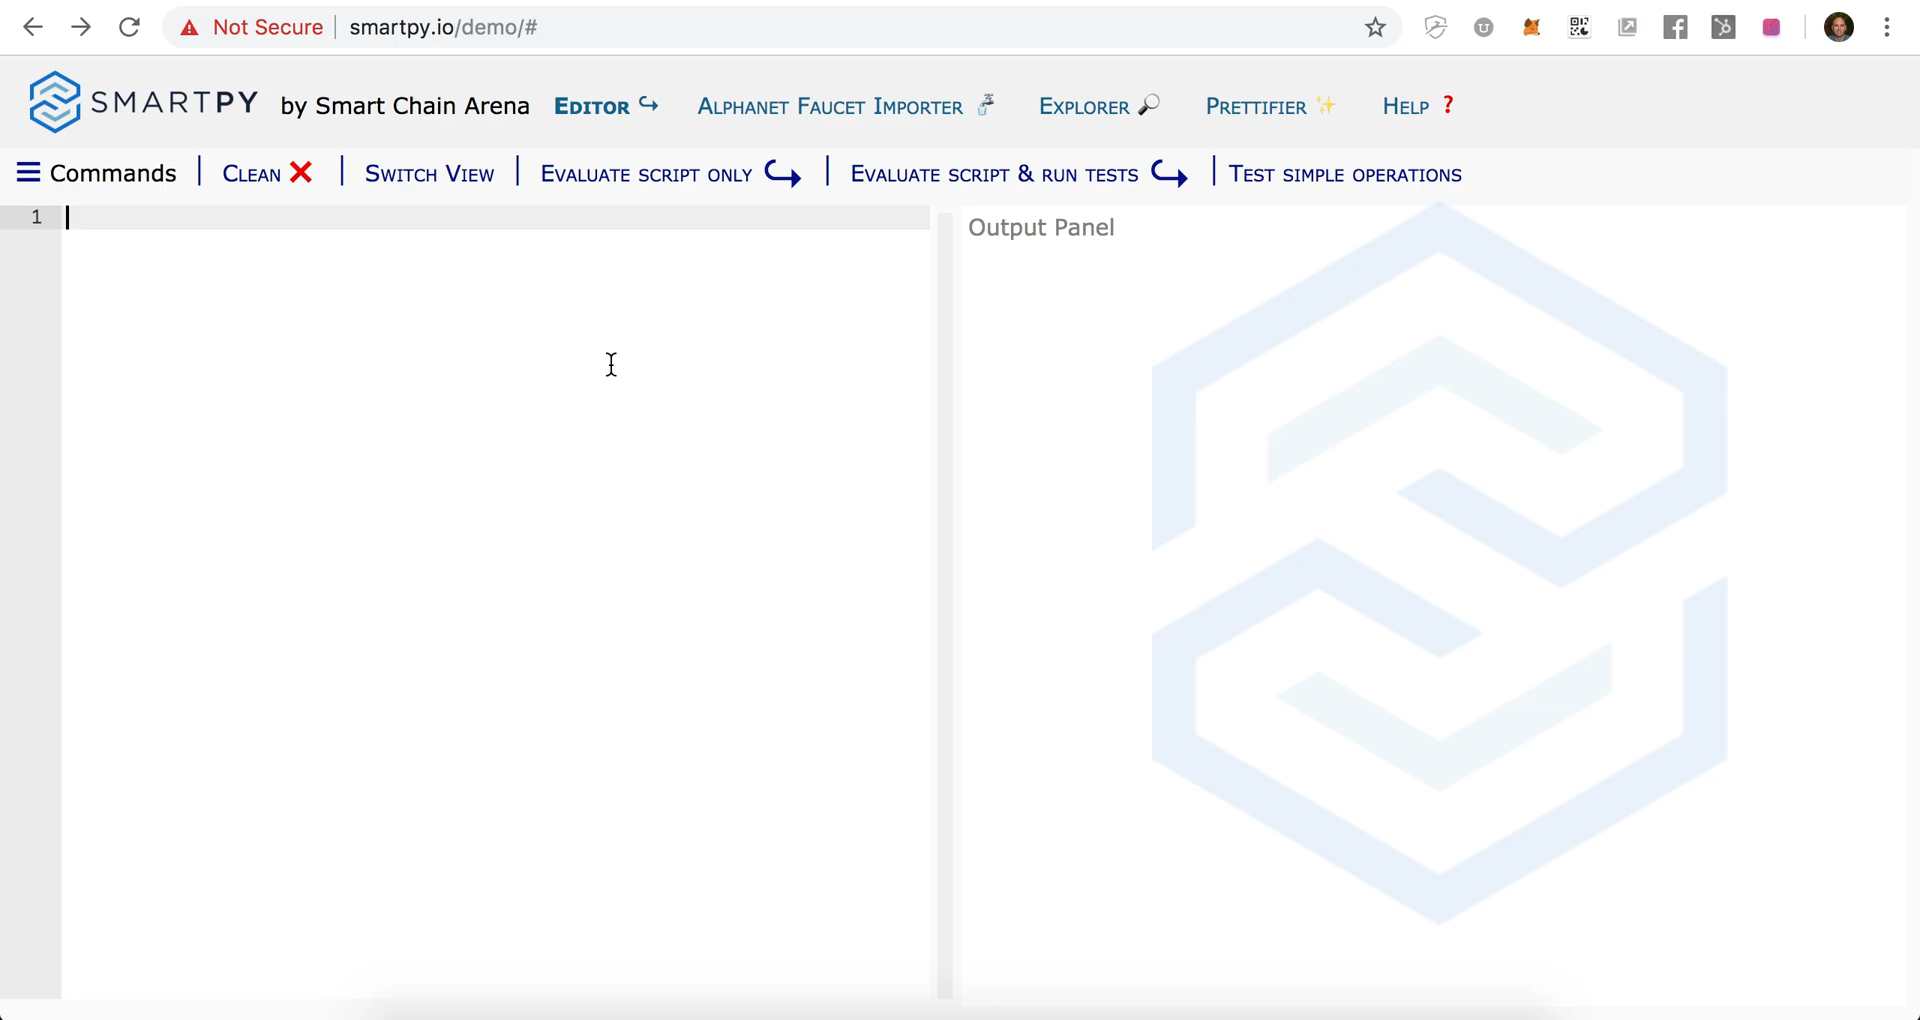 Not Secure smartpy.io/demo/#
SMARTPY by Smart Chain Arena EDITOR ALPHANET FAUCET IMPORTER EXPLORER PRETTIFIER HELP ?
Commands CLEAN SWITCH VIEW EVALUATE SCRIPT ONLY EVALUATE SCRIPT & RUN TESTS TEST SIMPLE OPERATIONS
1
Output Panel